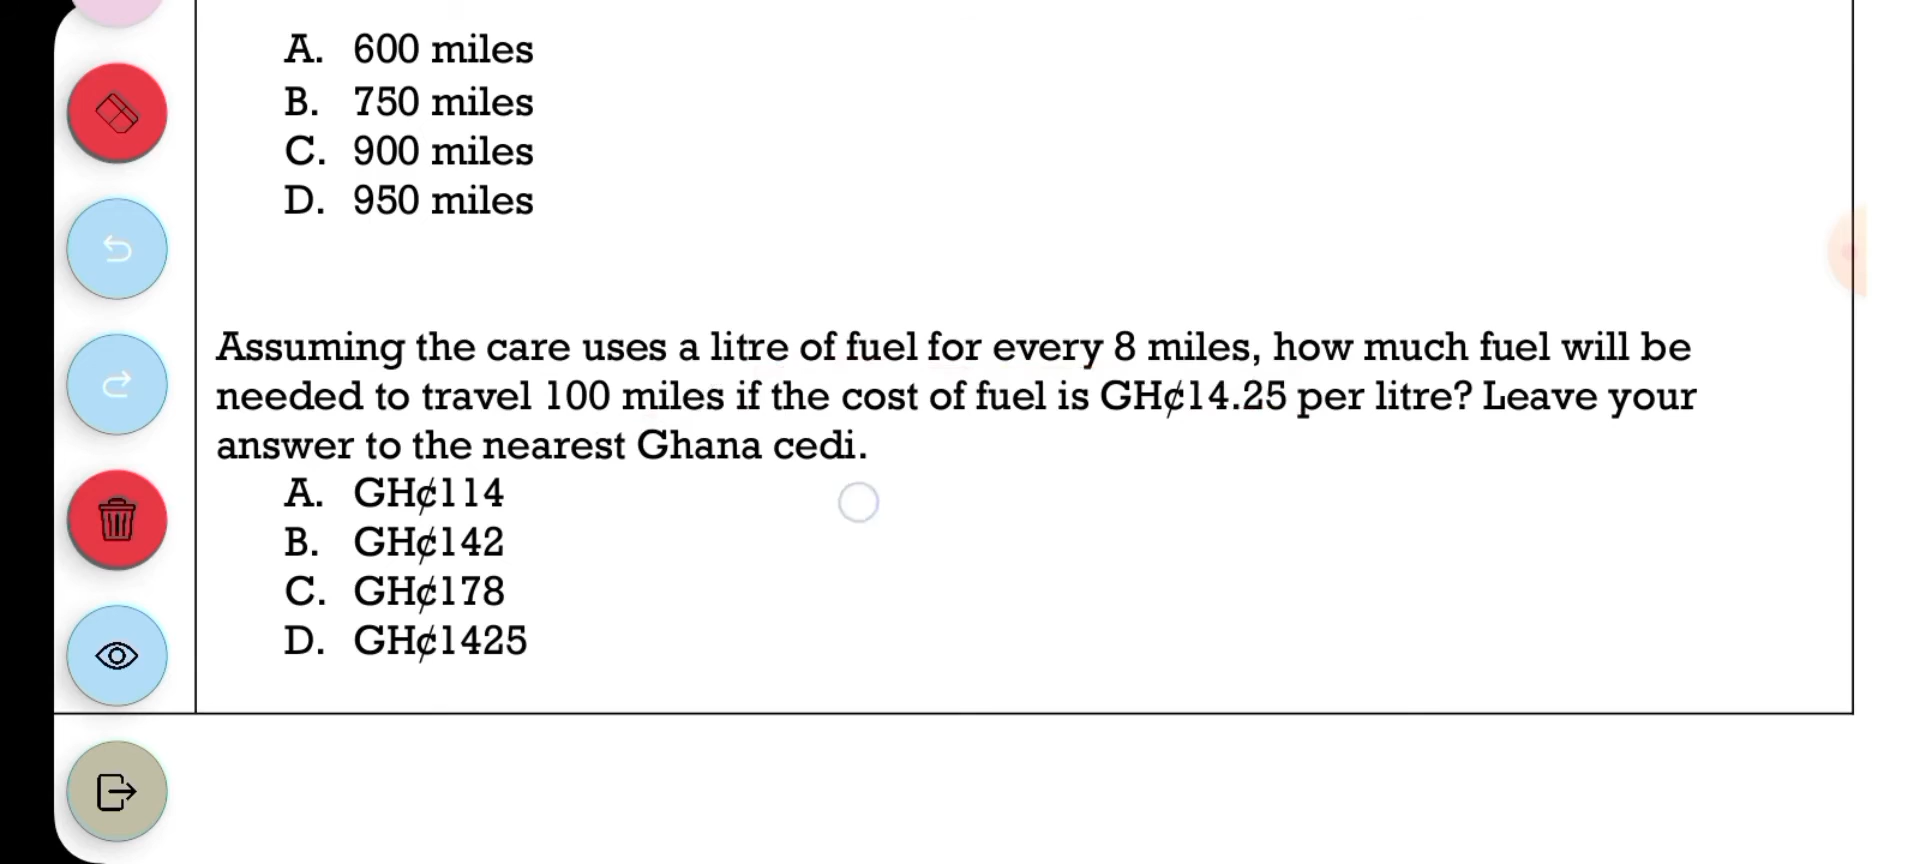 A. 600 miles
B. 750 miles
C. 900 miles
D. 950 miles
Assuming the care uses a litre of fuel for every 8 miles, how much fuel will be
needed to travel 100 miles if the cost of fuel is GH¢14.25 per litre? Leave your
answer to the nearest Ghana cedi.
A. GH¢114
B. GH¢142
C. GH¢178
D. GH¢1425